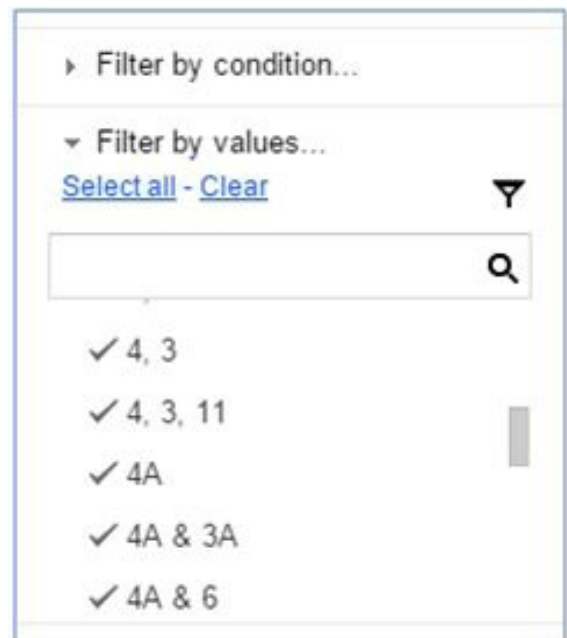 Filter by condition...
Filter by values...
Select all - Clear
4, 3
4, 3, 11
4A
4A & 3A
4A & 6